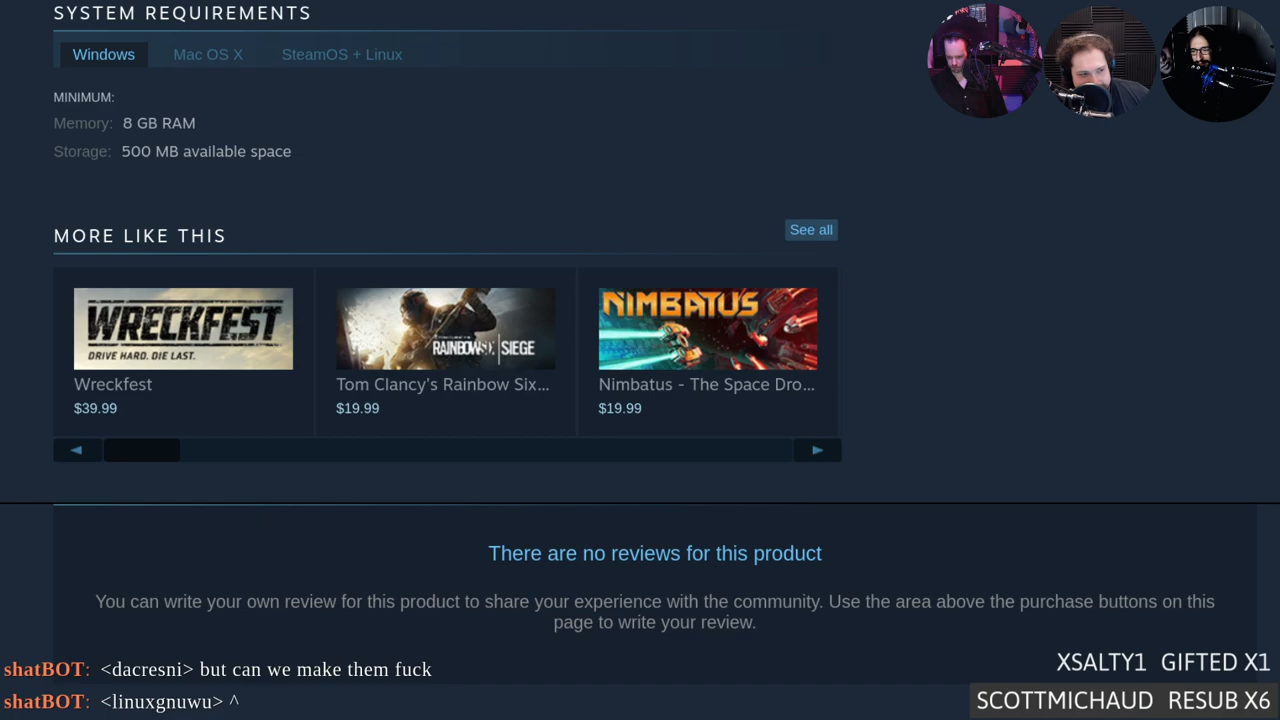 SYSTEM REQUIREMENTS
Windows Mac OS X SteamOS + Linux
MINIMUM:
Memory: 8 GB RAM
Storage: 500 MB available space
MORE LIKE THIS
See all
WRECKFEST
DRIVE HARD. DIE LAST.
Wreckfest
$39.99
RAINBOW SIX | SIEGE
Tom Clancy's Rainbow Six...
$19.99
NIMBATUS
Nimbatus - The Space Dro...
$19.99
There are no reviews for this product
You can write your own review for this product to share your experience with the community. Use the area above the purchase buttons on this
page to write your review.
shatBOT: <dacresni> but can we make them fuck
shatBOT: <linuxgnuwu> ^
XSALTY1 GIFTED X1
SCOTTMICHAUD RESUB X6